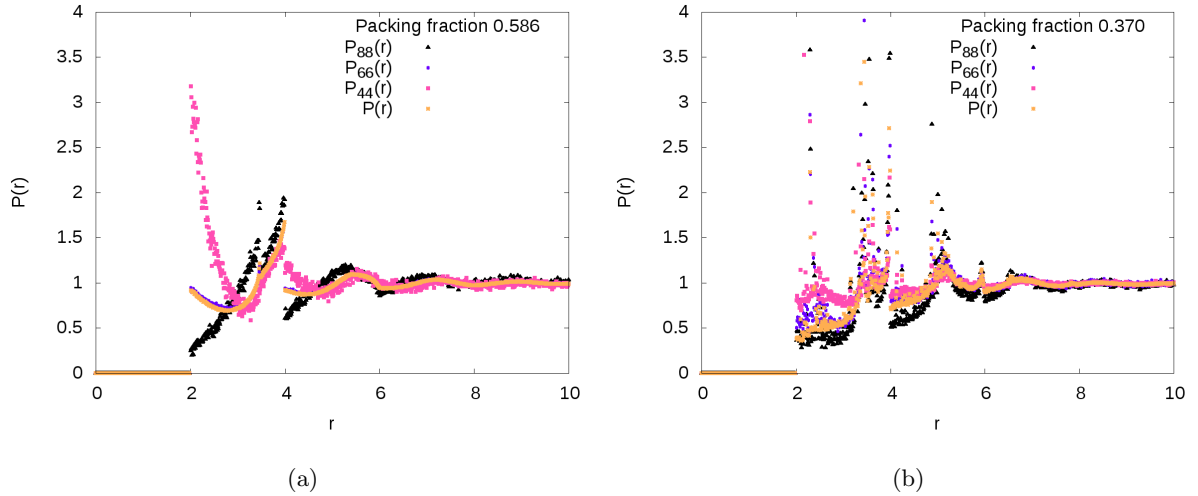 Packing fraction 0.586
P88(r)
P66(r)
P44(r)
P(r)
4
3.5
3
2.5
2
1.5
1
0.5
0
P(r)
0 2 4 6 8 10
r
(a)
Packing fraction 0.370
P88(r)
P66(r)
P44(r)
P(r)
4
3.5
3
2.5
2
1.5
1
0.5
0
P(r)
0 2 4 6 8 10
r
(b)